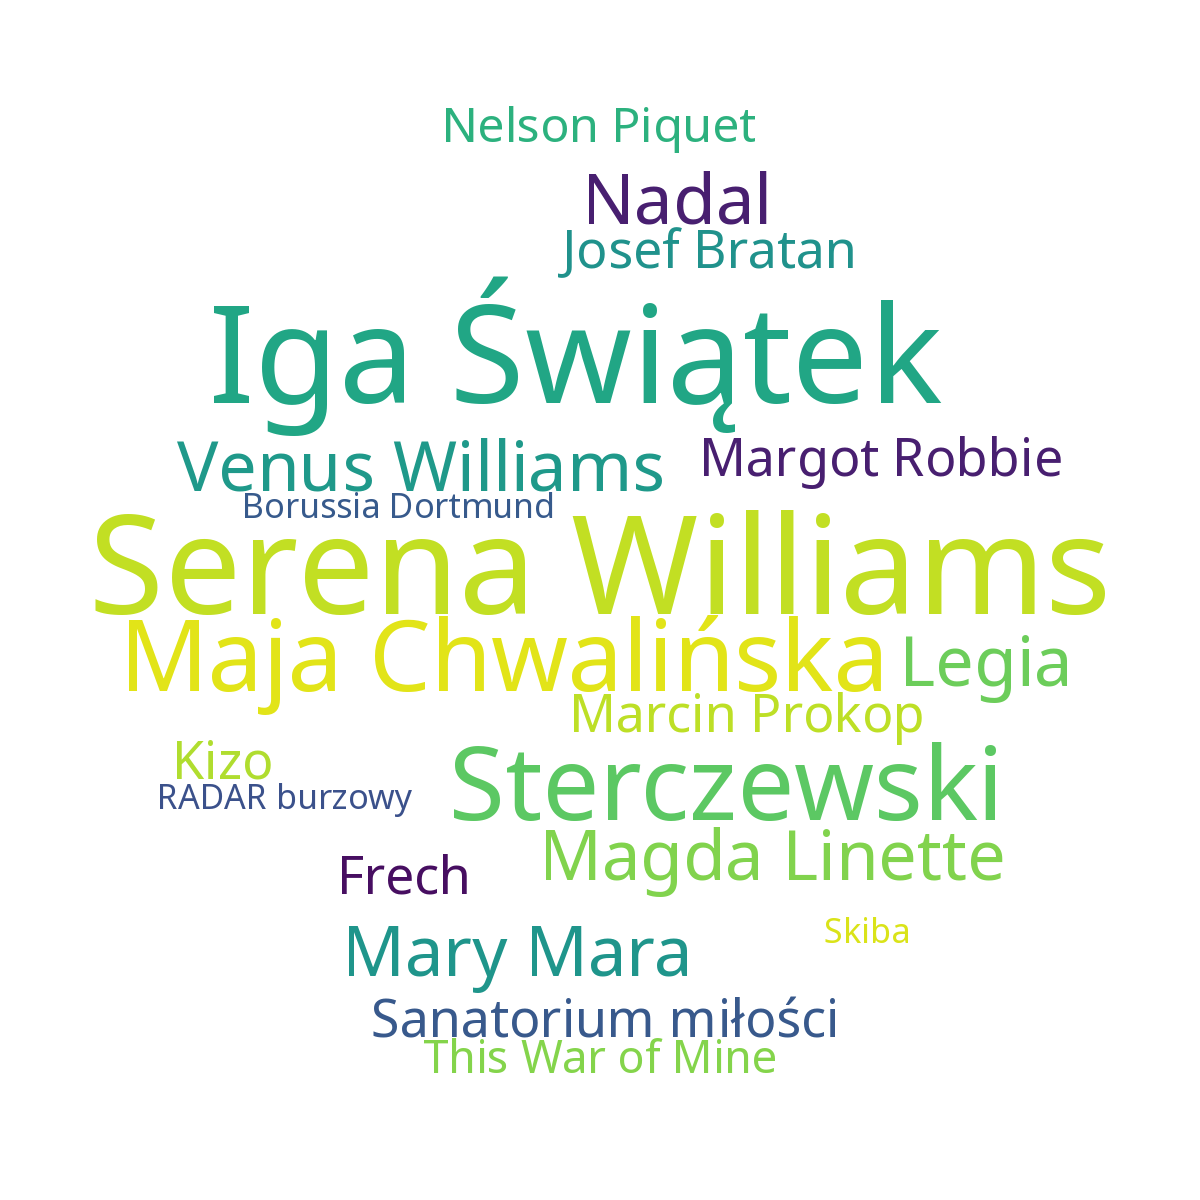 Nelson Piquet
Nadal
Josef Bratan
Iga Świątek
Venus Williams
Margot Robbie
Borussia Dortmund
Serena Williams
Maja Chwalińska
Legia
Marcin Prokop
Kizo
Sterczewski
RADAR burzowy
Magda Linette
Frech
Skiba
Mary Mara
Sanatorium miłości
This War of Mine